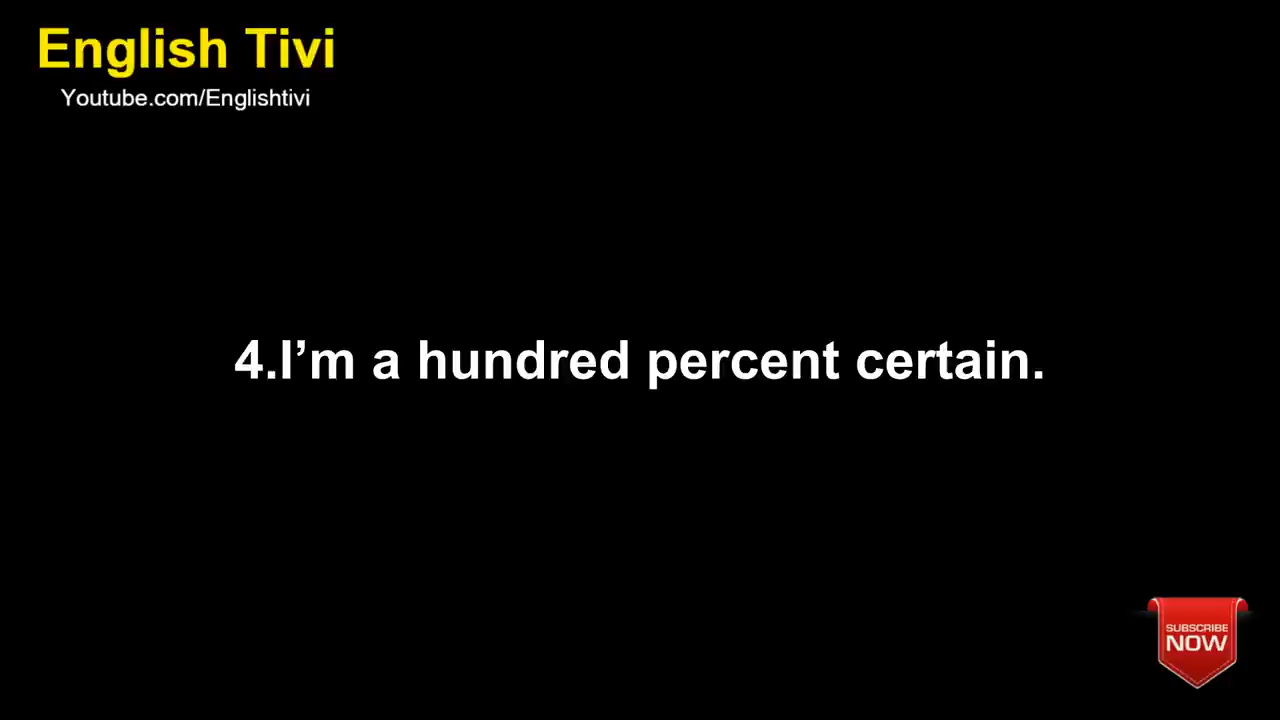 English Tivi
Youtube.com/Englishtivi
4.I’m a hundred percent certain.
SUBSCRIBE
NOW